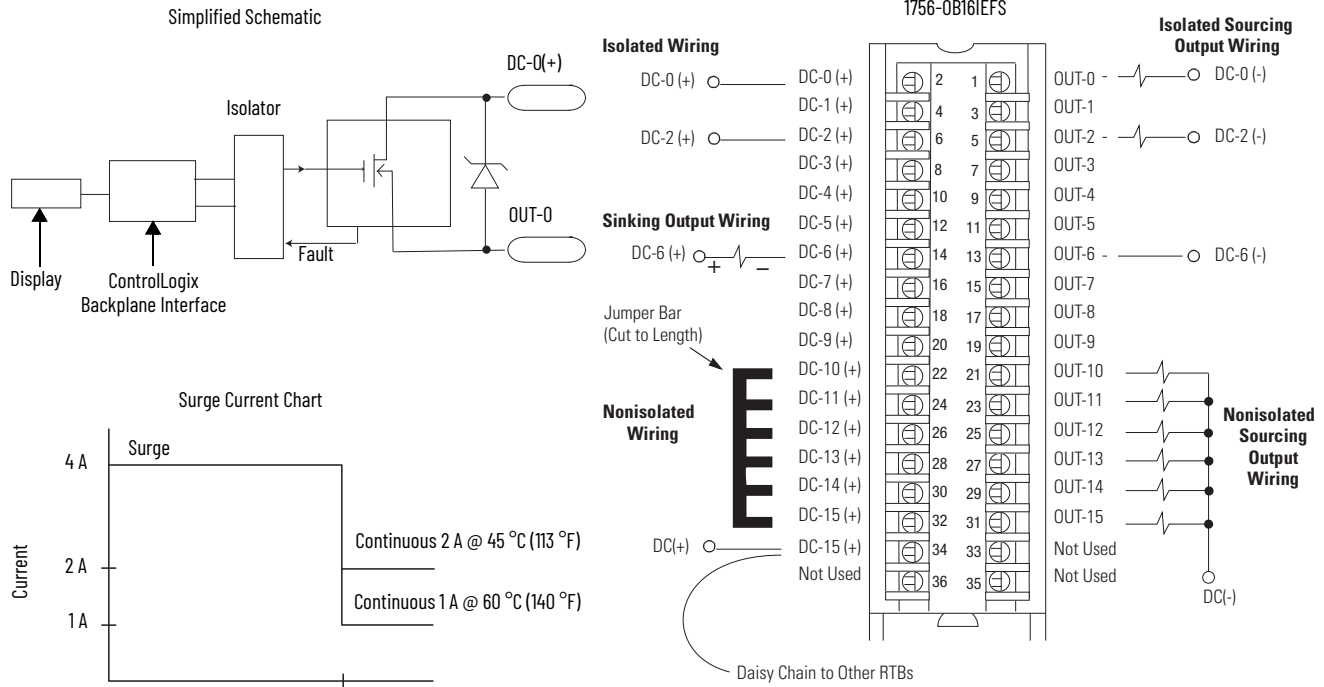 Simplified Schematic
DC-0(+)
Isolator
OUT-0
Fault
Display
ControlLogix
Backplane Interface
Surge Current Chart
Surge
4 A
Continuous 2 A @ 45 °C (113 °F)
2 A
Continuous 1 A @ 60 °C (140 °F)
1 A
Current
1756-OB16IEFS
Isolated Wiring
Isolated Sourcing
Output Wiring
DC-0 (+) DC-0 (+) 2 1 OUT-0 DC-0 (-)
DC-1 (+) 4 3 OUT-1
DC-2 (+) DC-2 (+) 6 5 OUT-2 DC-2 (-)
DC-3 (+) 8 7 OUT-3
DC-4 (+) 10 9 OUT-4
Sinking Output Wiring
DC-5 (+) 12 11 OUT-5
DC-6 (+) + – DC-6 (+) 14 13 OUT-6 DC-6 (-)
DC-7 (+) 16 15 OUT-7
Jumper Bar
(Cut to Length)
DC-8 (+) 18 17 OUT-8
DC-9 (+) 20 19 OUT-9
DC-10 (+) 22 21 OUT-10
DC-11 (+) 24 23 OUT-11
Nonisolated
Wiring
DC-12 (+) 26 25 OUT-12
DC-13 (+) 28 27 OUT-13
DC-14 (+) 30 29 OUT-14
DC-15 (+) 32 31 OUT-15
Nonisolated
Sourcing
Output
Wiring
DC(+) DC-15 (+) 34 33 Not Used
Not Used 36 35 Not Used
DC(-)
Daisy Chain to Other RTBs